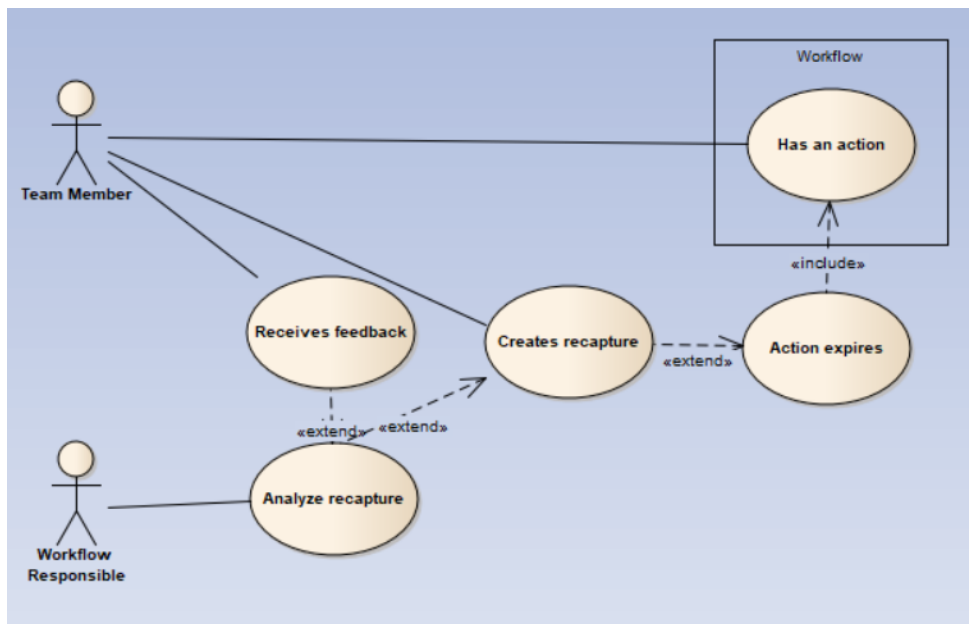 Workflow
Has an action
Team Member
«include»
Receives feedback
Creates recapture
Action expires
«extend»
«extend»
«extend»
Analyze recapture
Workflow
Responsible